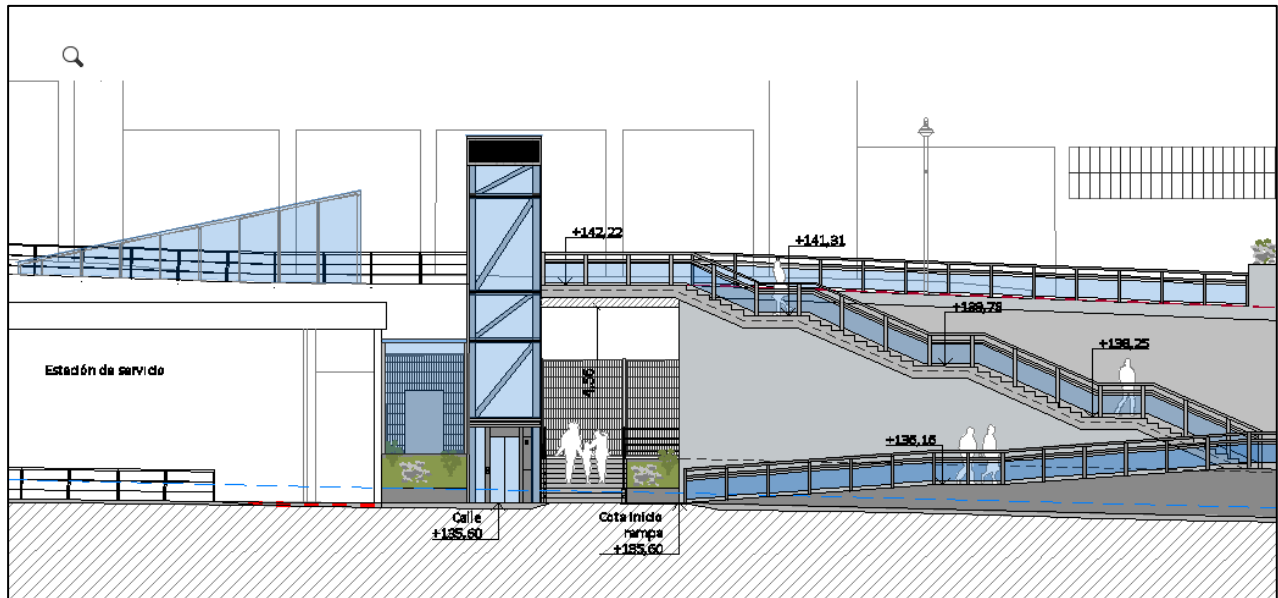 +142,22
+141,31
+139,78
+138,25
Estación de servicio
4,56
+136,16
Calle
+135,60
Cota inicio
rampa
+135,60